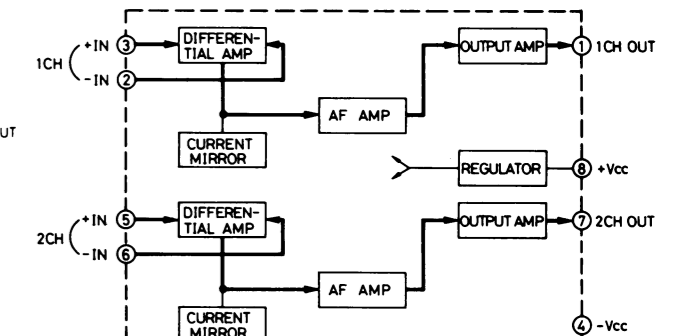 DIFFEREN-
TIAL AMP
+IN 3
1CH
-IN 2
OUTPUT AMP
1 1CH OUT
AF AMP
CURRENT
MIRROR
UT
REGULATOR
8 +Vcc
DIFFEREN-
TIAL AMP
+IN 5
2CH
-IN 6
OUTPUT AMP
7 2CH OUT
AF AMP
CURRENT
MIRROR
4 -Vcc